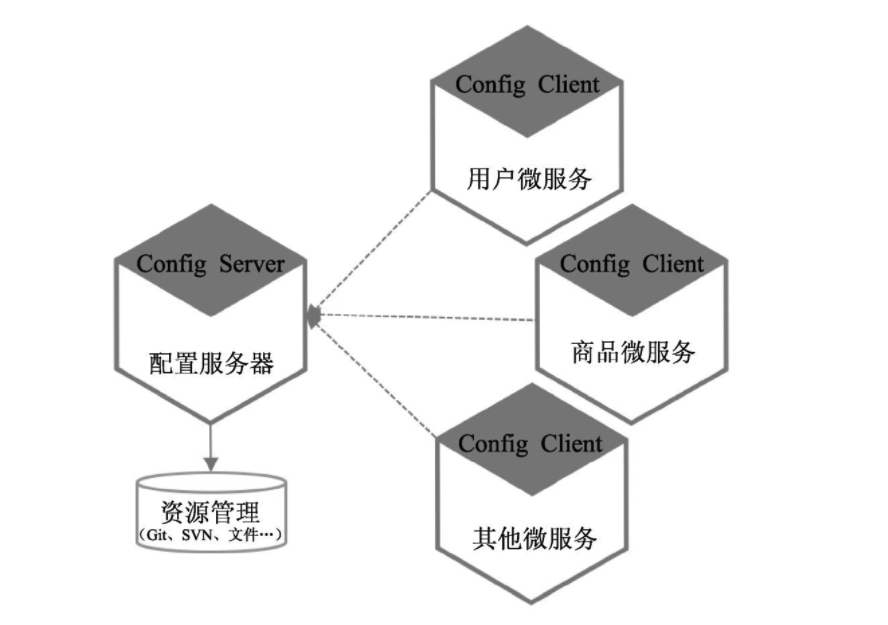 Config Client
用户微服务
Config Server
配置服务器
Config Client
商品微服务
Config Client
其他微服务
资源管理
（Git、SVN、文件…）